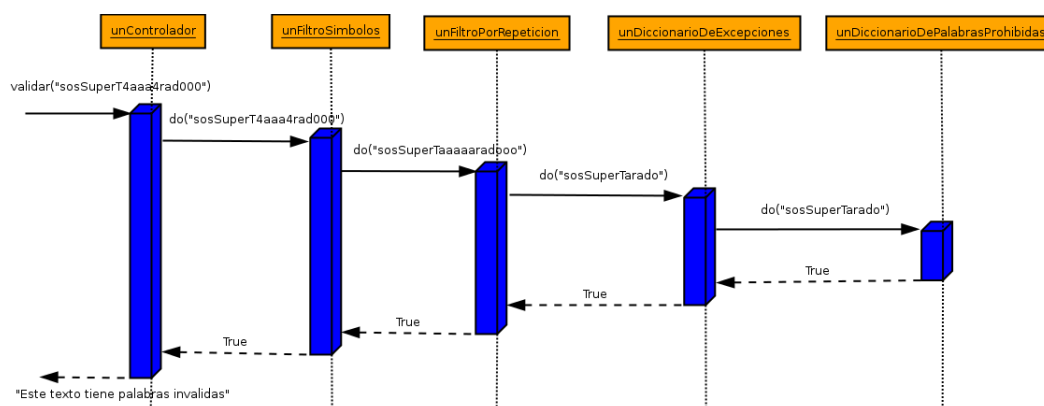 unControlador
unFiltroSimbolos
unFiltroPorRepeticion
unDiccionarioDeExcepciones
unDiccionarioDePalabrasProhibidas
validar("sosSuperT4aaa4rad000")
do("sosSuperT4aaa4rad000")
do("sosSuperTaaaaaradooo")
do("sosSuperTarado")
do("sosSuperTarado")
True
True
True
True
"Este texto tiene palabras invalidas"